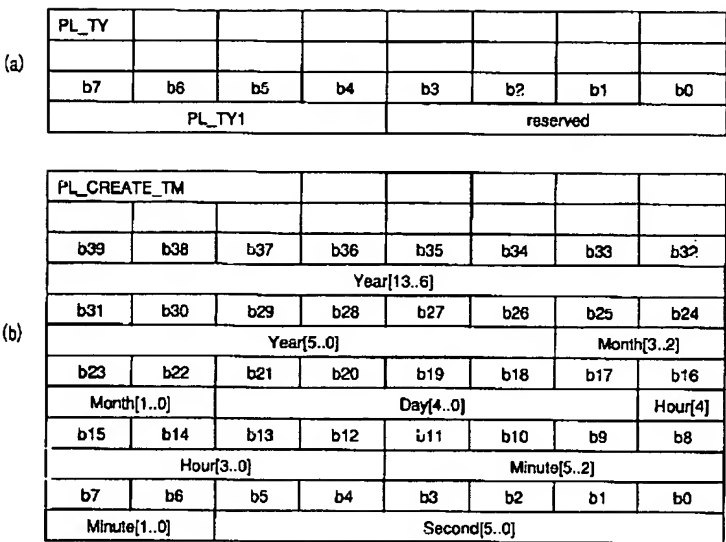 (a)
PL_TY
b7 b6 b5 b4 b3 b2 b1 b0
PL_TY1 reserved
(b)
PL_CREATE_TM
b39 b38 b37 b36 b35 b34 b33 b32
Year[13..6]
b31 b30 b29 b28 b27 b26 b25 b24
Year[5..0] Month[3..2]
b23 b22 b21 b20 b19 b18 b17 b16
Month[1..0] Day[4..0] Hour[4]
b15 b14 b13 b12 b11 b10 b9 b8
Hour[3..0] Minute[5..2]
b7 b6 b5 b4 b3 b2 b1 b0
Minute[1..0] Second[5..0]